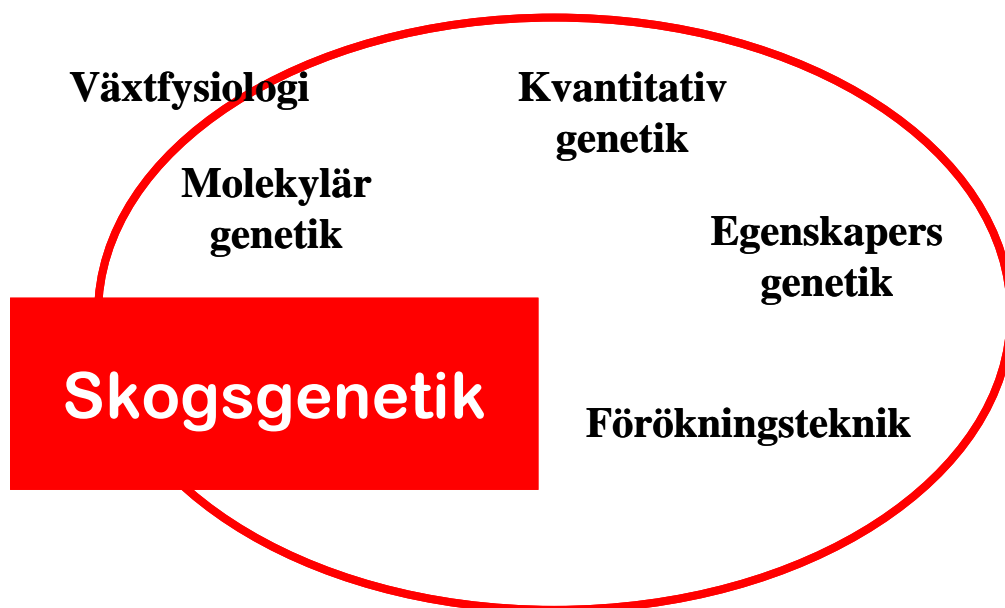 Växtfysiologi
Kvantitativ
genetik
Molekylär
genetik
Egenskapers
genetik
Skogsgenetik
Förökningsteknik